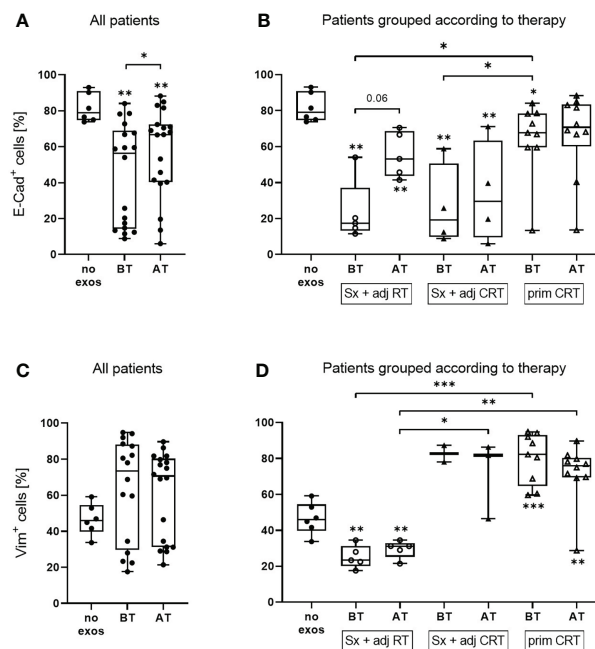 A
All patients
E-Cad+ cells [%]
100
80
60
40
20
0
*
**
**
no exos
BT
AT
B
Patients grouped according to therapy
100
80
60
40
20
0
*
*
0.06
**
**
**
**
*
no exos
BT
AT
BT
AT
BT
AT
Sx + adj RT
Sx + adj CRT
prim CRT
C
All patients
Vim+ cells [%]
100
80
60
40
20
0
no exos
BT
AT
D
Patients grouped according to therapy
100
80
60
40
20
0
***
**
*
**
**
***
**
no exos
BT
AT
BT
AT
BT
AT
Sx + adj RT
Sx + adj CRT
prim CRT